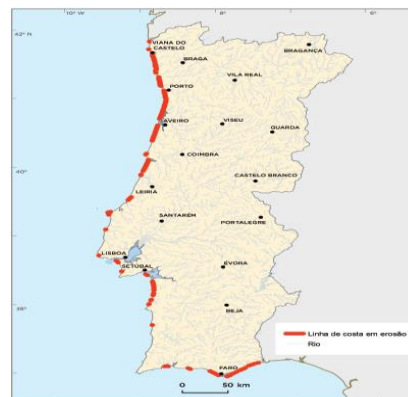 10° W
8°
6°
42° N
VIANA DO
CASTELO
BRAGANÇA
BRAGA
VILA REAL
PORTO
AVEIRO
VISEU
GUARDA
COIMBRA
40°
CASTELO BRANCO
LEIRIA
SANTARÉM
PORTALEGRE
LISBOA
SETÚBAL
ÉVORA
38°
BEJA
Linha de costa em erosão
Rio
FARO
0 50 km